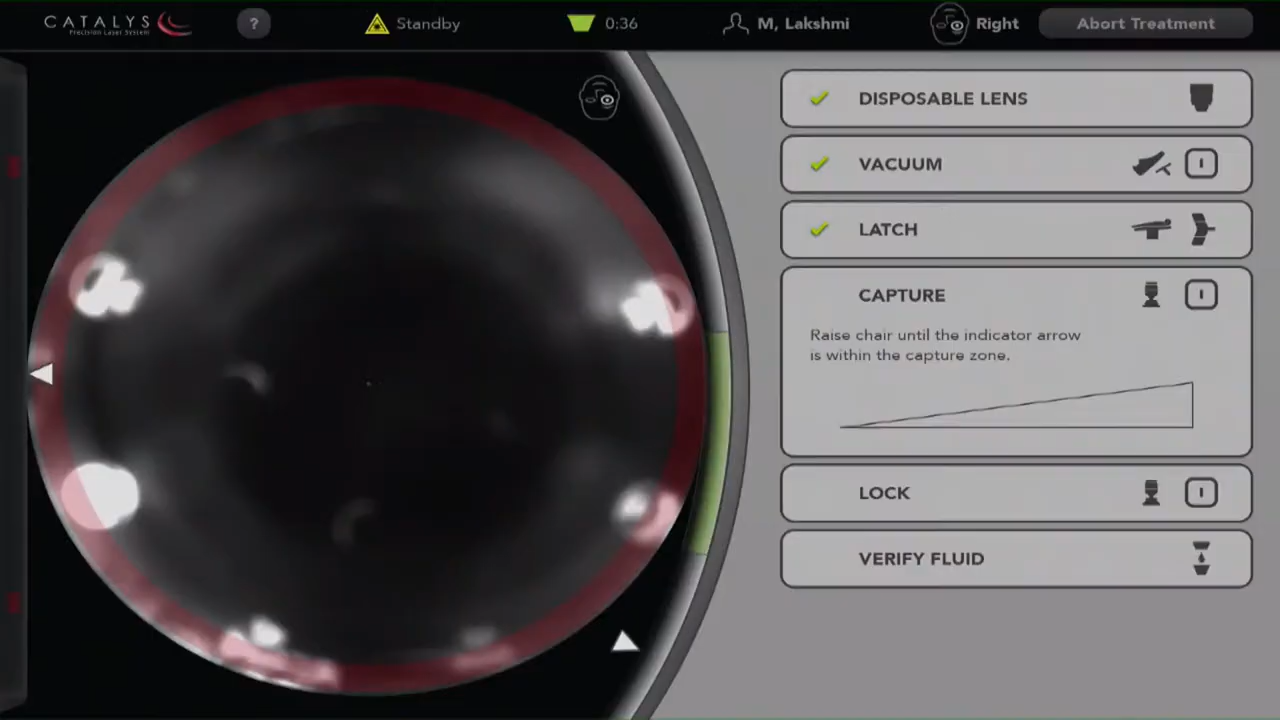 CATALYS
Precision Laser System
?
Standby
0:36
M, Lakshmi
Right
Abort Treatment
DISPOSABLE LENS
VACUUM
LATCH
CAPTURE
Raise chair until the indicator arrow
is within the capture zone.
LOCK
VERIFY FLUID